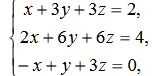 x + 3y + 3z = 2,
2x + 6y + 6z = 4,
− x + y + 3z = 0,